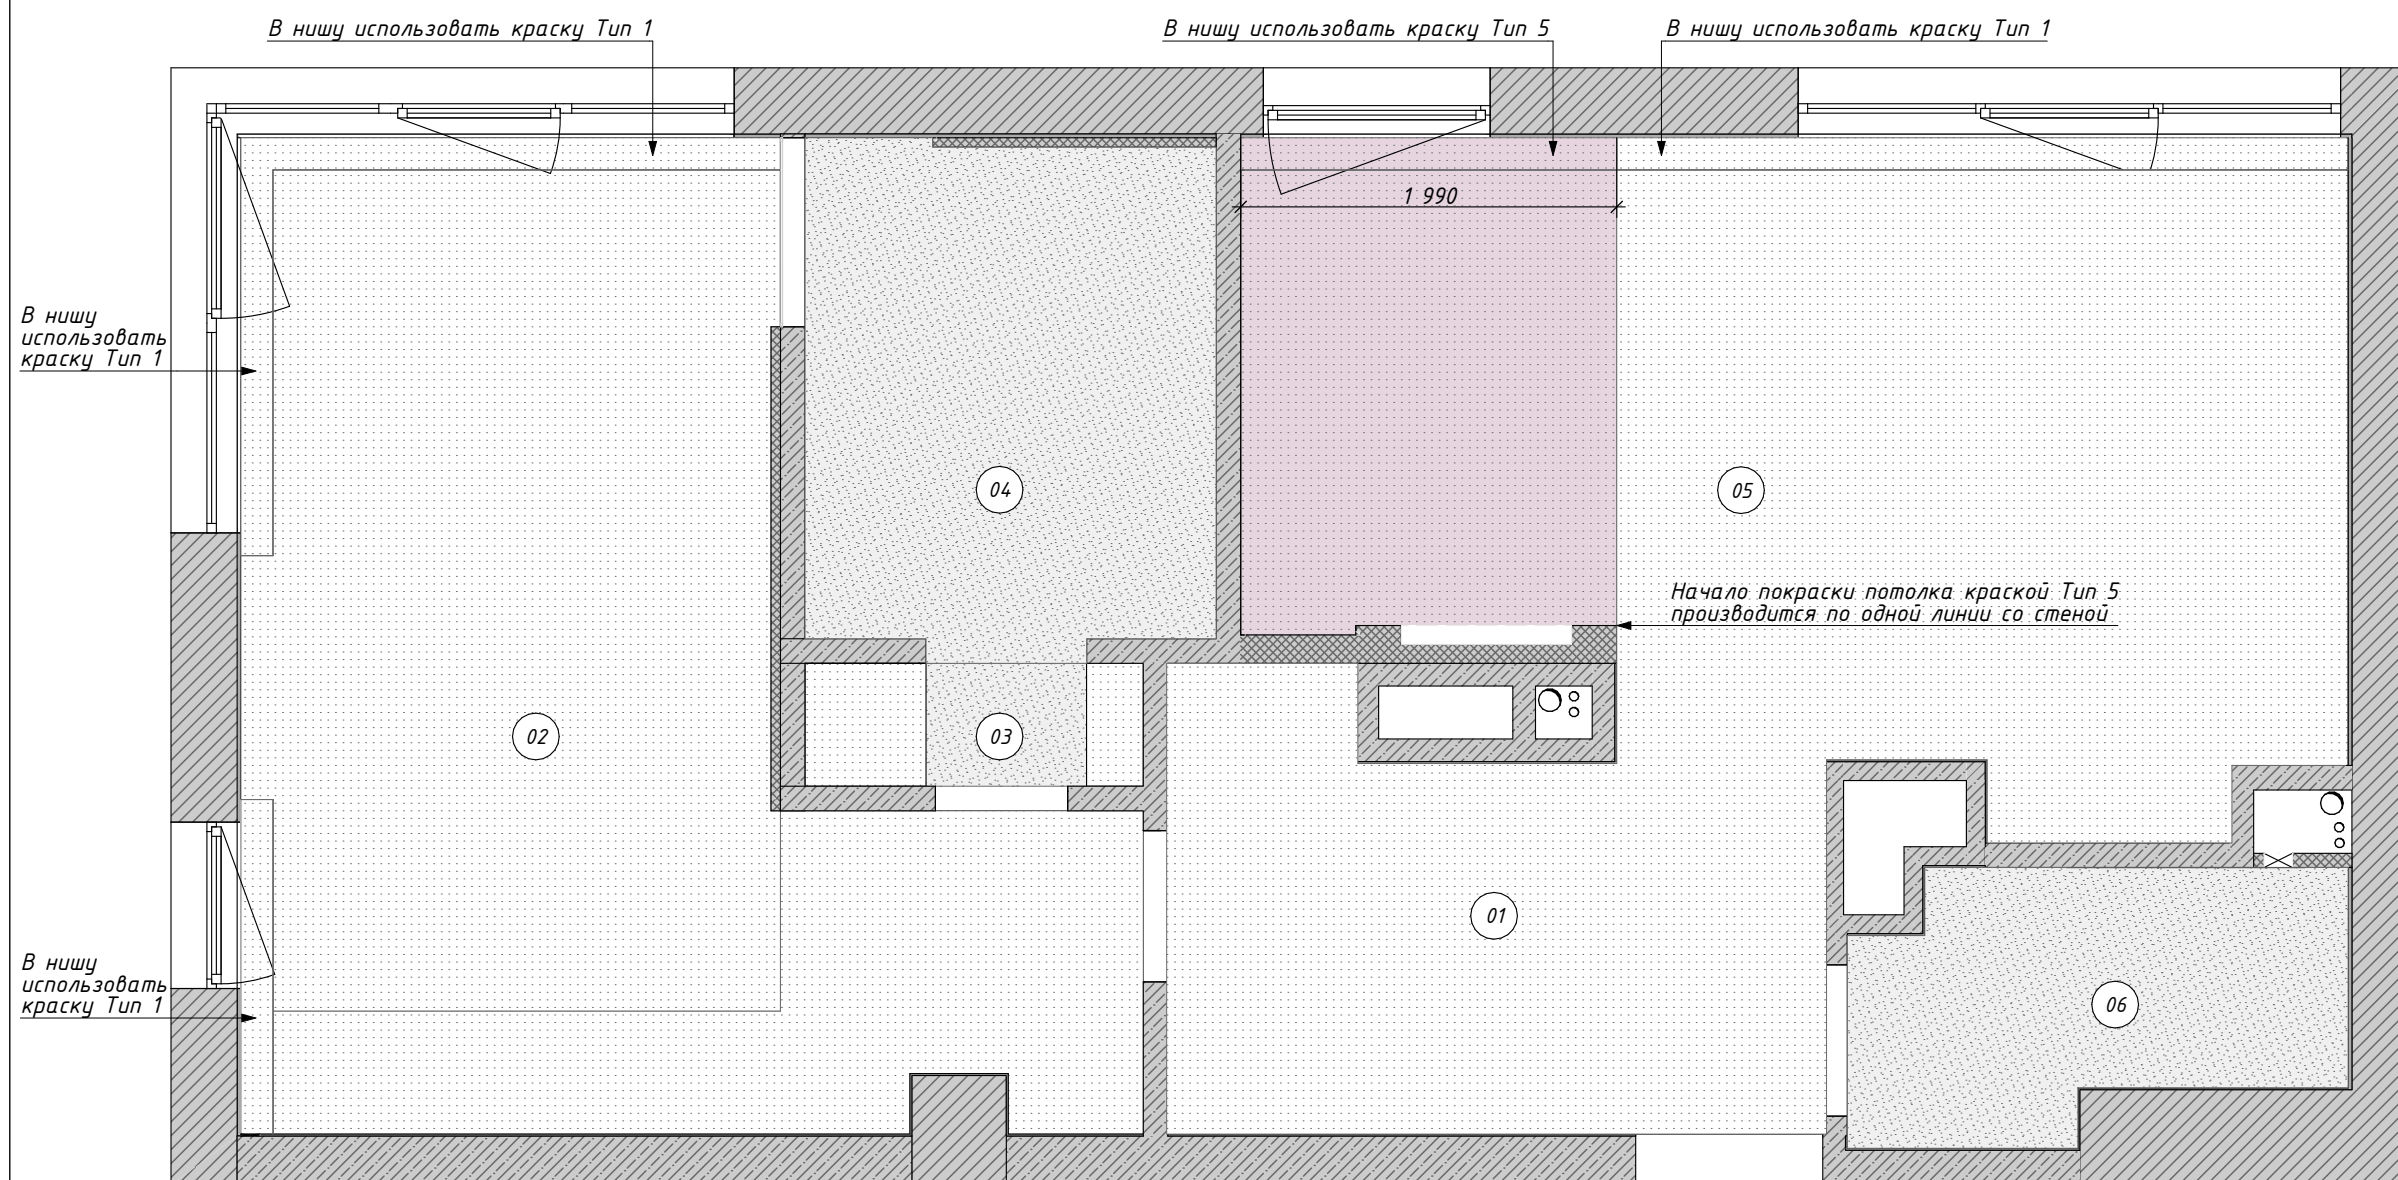 В нишу использовать краску Тип 1
В нишу использовать краску Тип 5
В нишу использовать краску Тип 1
1 990
В нишу
использовать
краску Тип 1
04
05
Начало покраски потолка краской Тип 5
производится по одной линии со стеной
02
03
01
В нишу
использовать
краску Тип 1
06